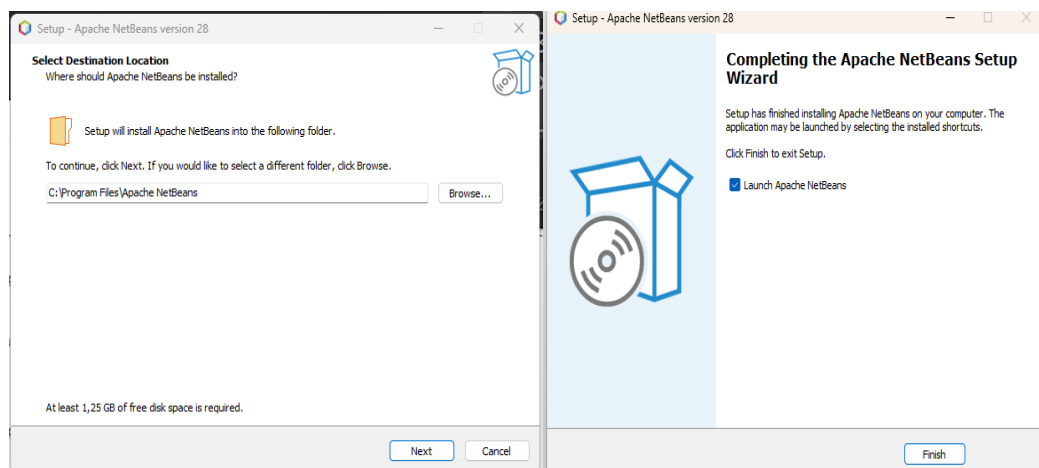 Setup - Apache NetBeans version 28
Select Destination Location
Where should Apache NetBeans be installed?
Setup will install Apache NetBeans into the following folder.
To continue, click Next. If you would like to select a different folder, click Browse.
C:\Program Files\Apache NetBeans
Browse...
At least 1,25 GB of free disk space is required.
Next
Cancel
Setup - Apache NetBeans version 28
Completing the Apache NetBeans Setup
Wizard
Setup has finished installing Apache NetBeans on your computer. The
application may be launched by selecting the installed shortcuts.
Click Finish to exit Setup.
Launch Apache NetBeans
Finish